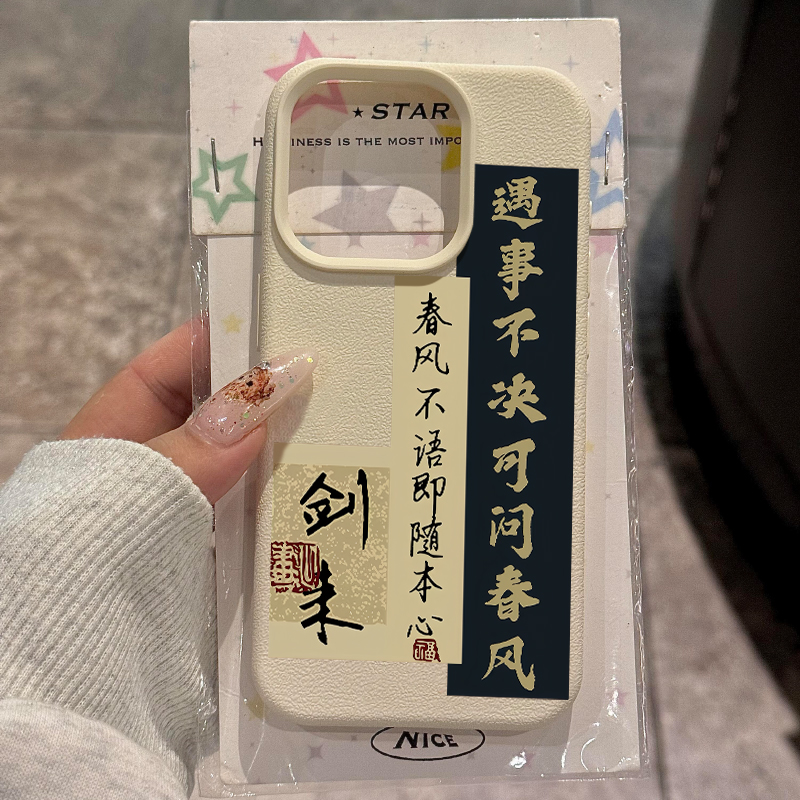 ★ STAR
H INESS IS THE MOST IMPO
遇事不决可问春风
春风不语即随本心
剑来
NICE